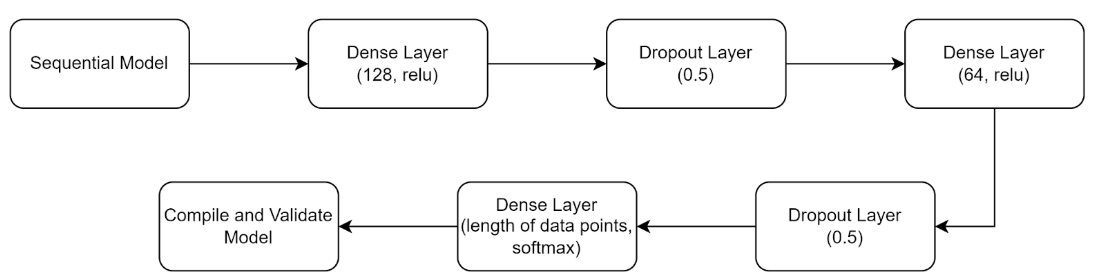 Sequential Model
Dense Layer
(128, relu)
Dropout Layer
(0.5)
Dense Layer
(64, relu)
Dropout Layer
(0.5)
Dense Layer
(length of data points,
softmax)
Compile and Validate
Model